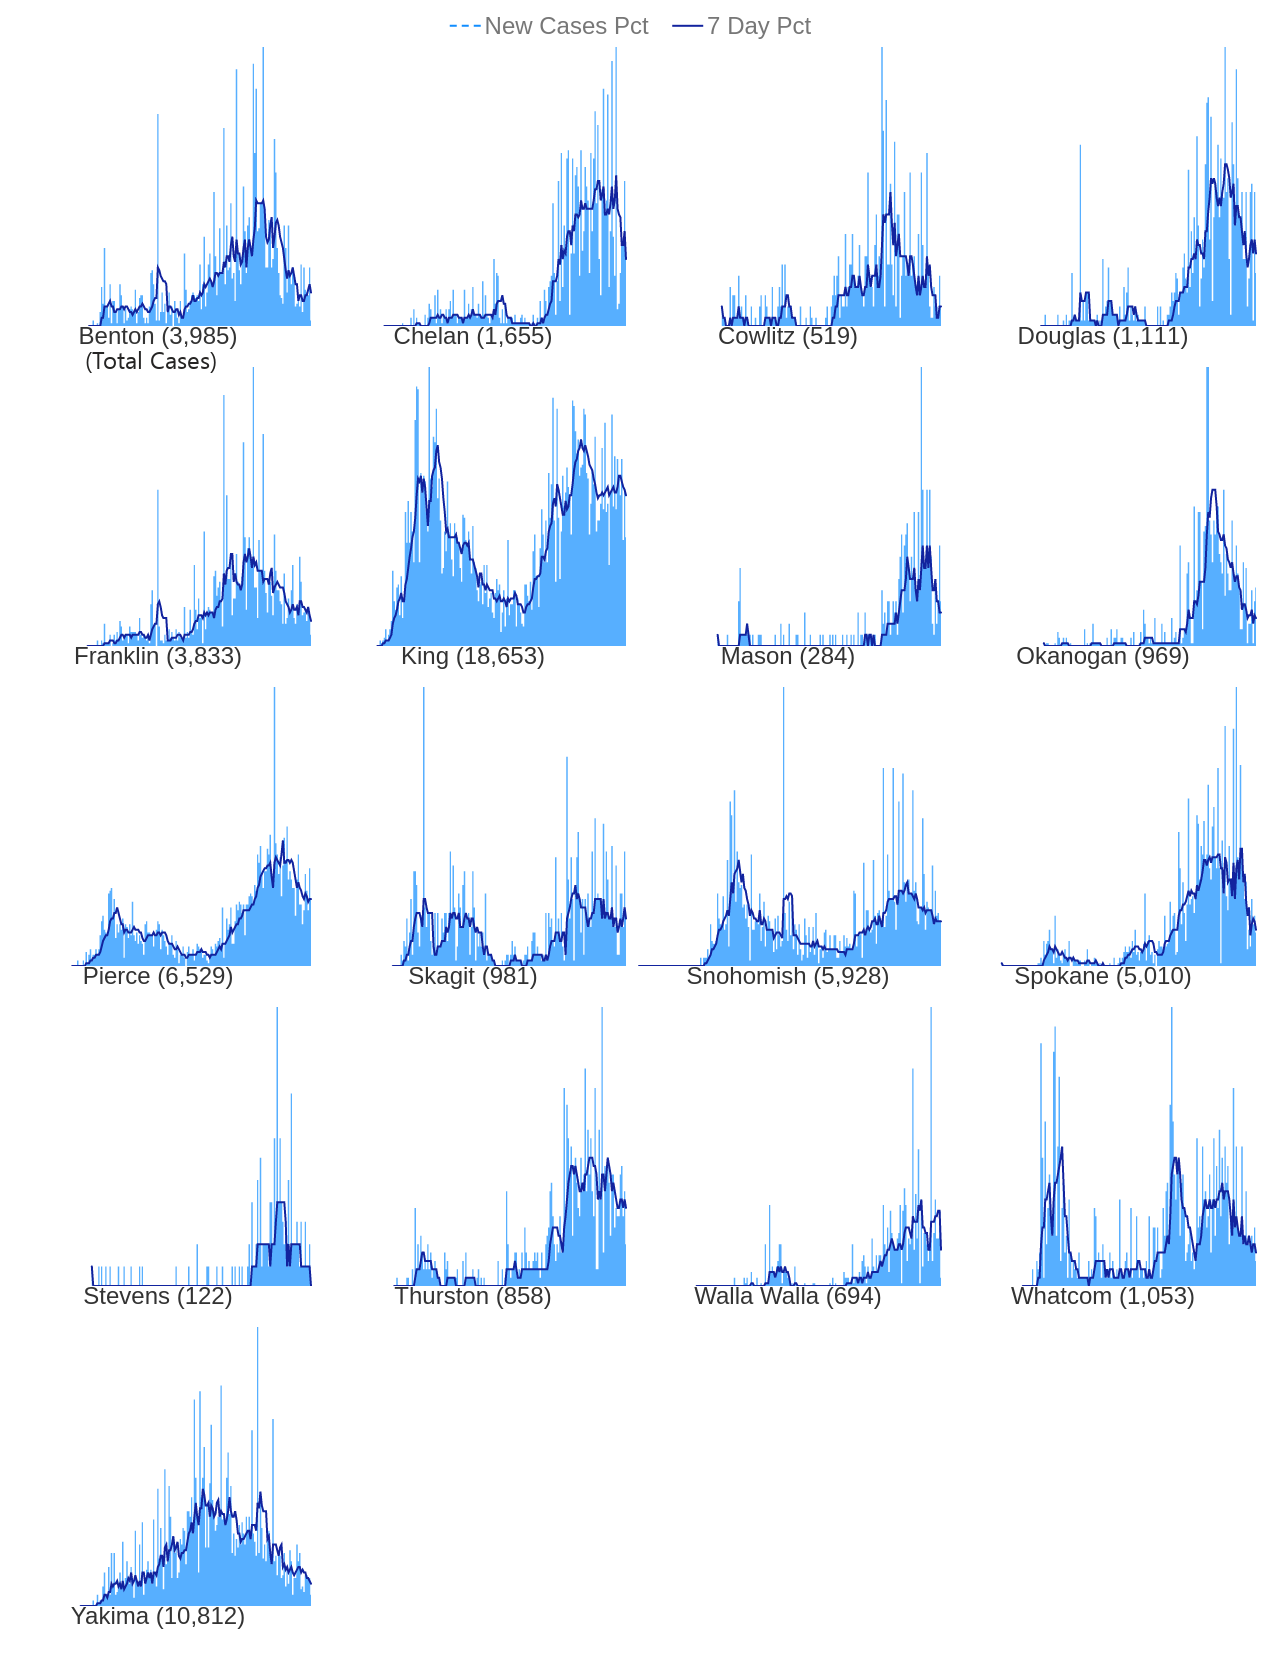 New Cases Pct 7 Day Pct
Benton (3,985) Chelan (1,655) Cowlitz (519) Douglas (1,111)
(Total Cases)
Franklin (3,833) King (18,653) Mason (284) Okanogan (969)
Pierce (6,529) Skagit (981) Snohomish (5,928) Spokane (5,010)
Stevens (122) Thurston (858) Walla Walla (694) Whatcom (1,053)
Yakima (10,812)